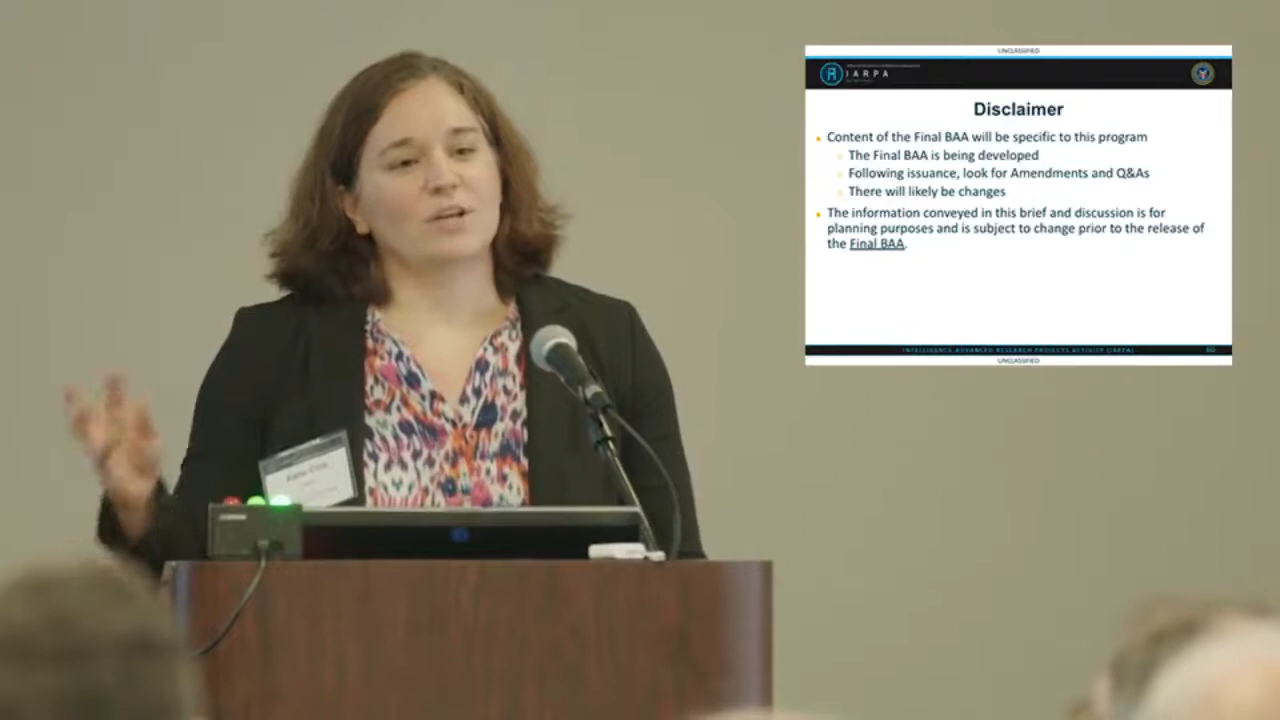 UNCLASSIFIED
IARPA
Disclaimer
Content of the Final BAA will be specific to this program
The Final BAA is being developed
Following issuance, look for Amendments and Q&As
There will likely be changes
The information conveyed in this brief and discussion is for
planning purposes and is subject to change prior to the release of
the Final BAA.
INTELLIGENCE ADVANCED RESEARCH PROJECTS ACTIVITY (IARPA)
UNCLASSIFIED